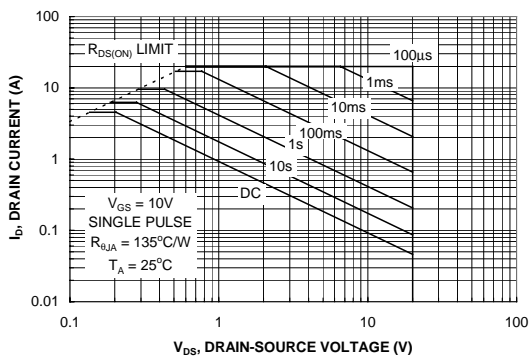 100
10
1
0.1
0.01
0.1
1
10
100
I_D, DRAIN CURRENT (A)
V_DS, DRAIN-SOURCE VOLTAGE (V)
R_DS(ON) LIMIT
100µs
1ms
10ms
100ms
1s
10s
DC
V_GS = 10V
SINGLE PULSE
R_θJA = 135°C/W
T_A = 25°C